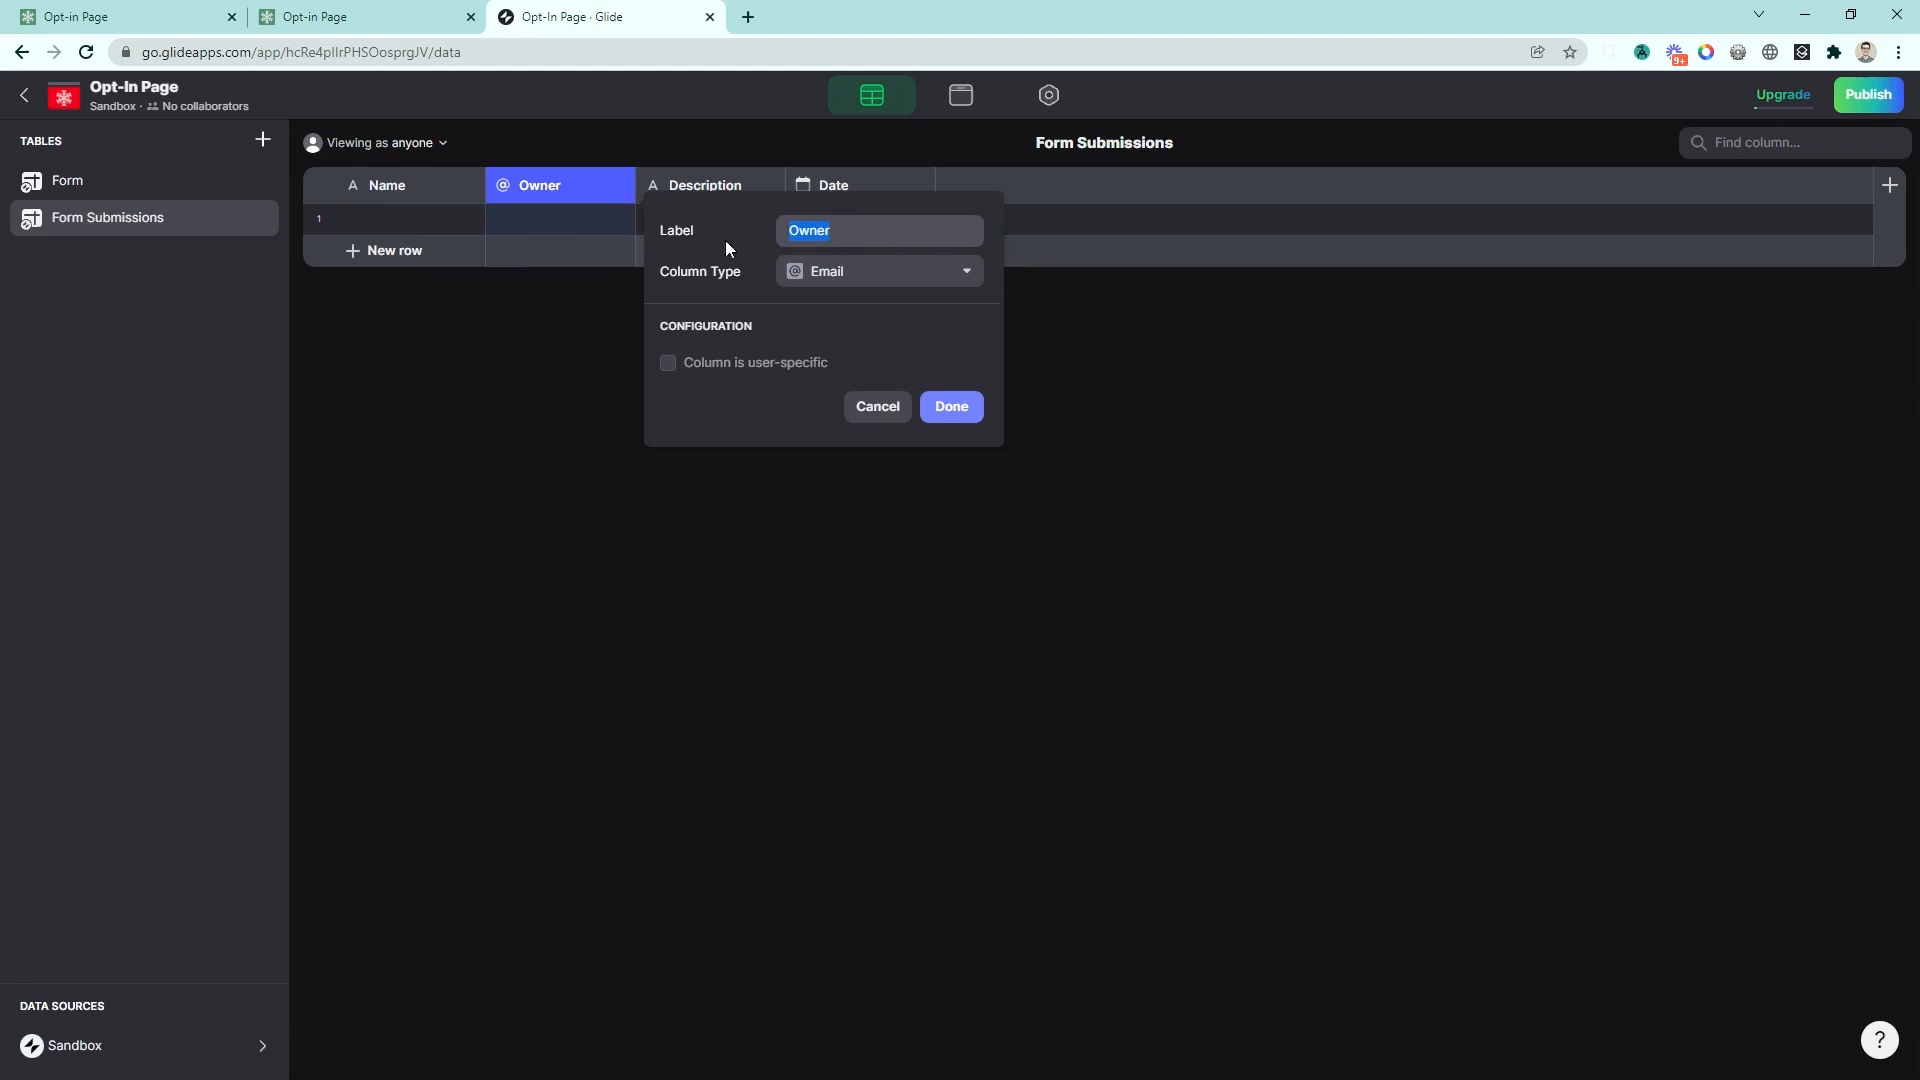 Opt-in Page
Opt-in Page
Opt-In Page · Glide
go.glideapps.com/app/hcRe4pIIrPHSOosprgJV/data
9+
Opt-In Page
Sandbox · No collaborators
Upgrade
Publish
TABLES
Viewing as anyone
Form Submissions
Find column...
Form
Form Submissions
Name
Owner
Description
Date
1
New row
Label
Owner
Column Type
Email
CONFIGURATION
Column is user-specific
Cancel
Done
DATA SOURCES
Sandbox
?